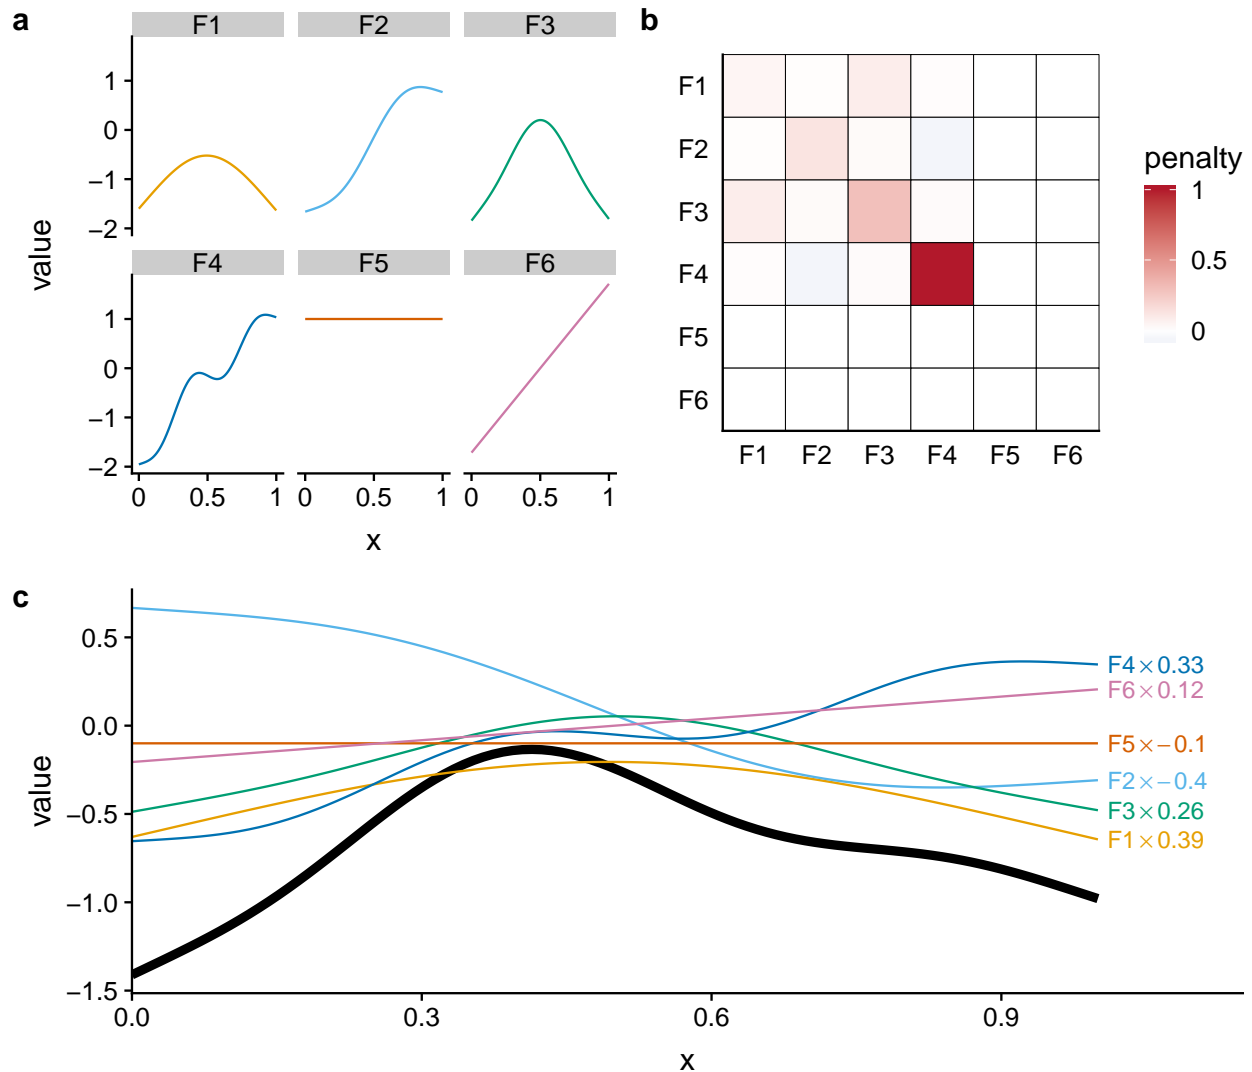 a
F1 F2 F3
1
0
−1
−2
F4 F5 F6
1
0
−1
−2
value
0 0.5 1 0 0.5 1 0 0.5 1
x
b
F1
F2
F3
F4
F5
F6
F1 F2 F3 F4 F5 F6
penalty
1
0.5
0
c
value
0.5
0.0
−0.5
−1.0
−1.5
0.0 0.3 0.6 0.9
x
F4×0.33
F6×0.12
F5×−0.1
F2×−0.4
F3×0.26
F1×0.39